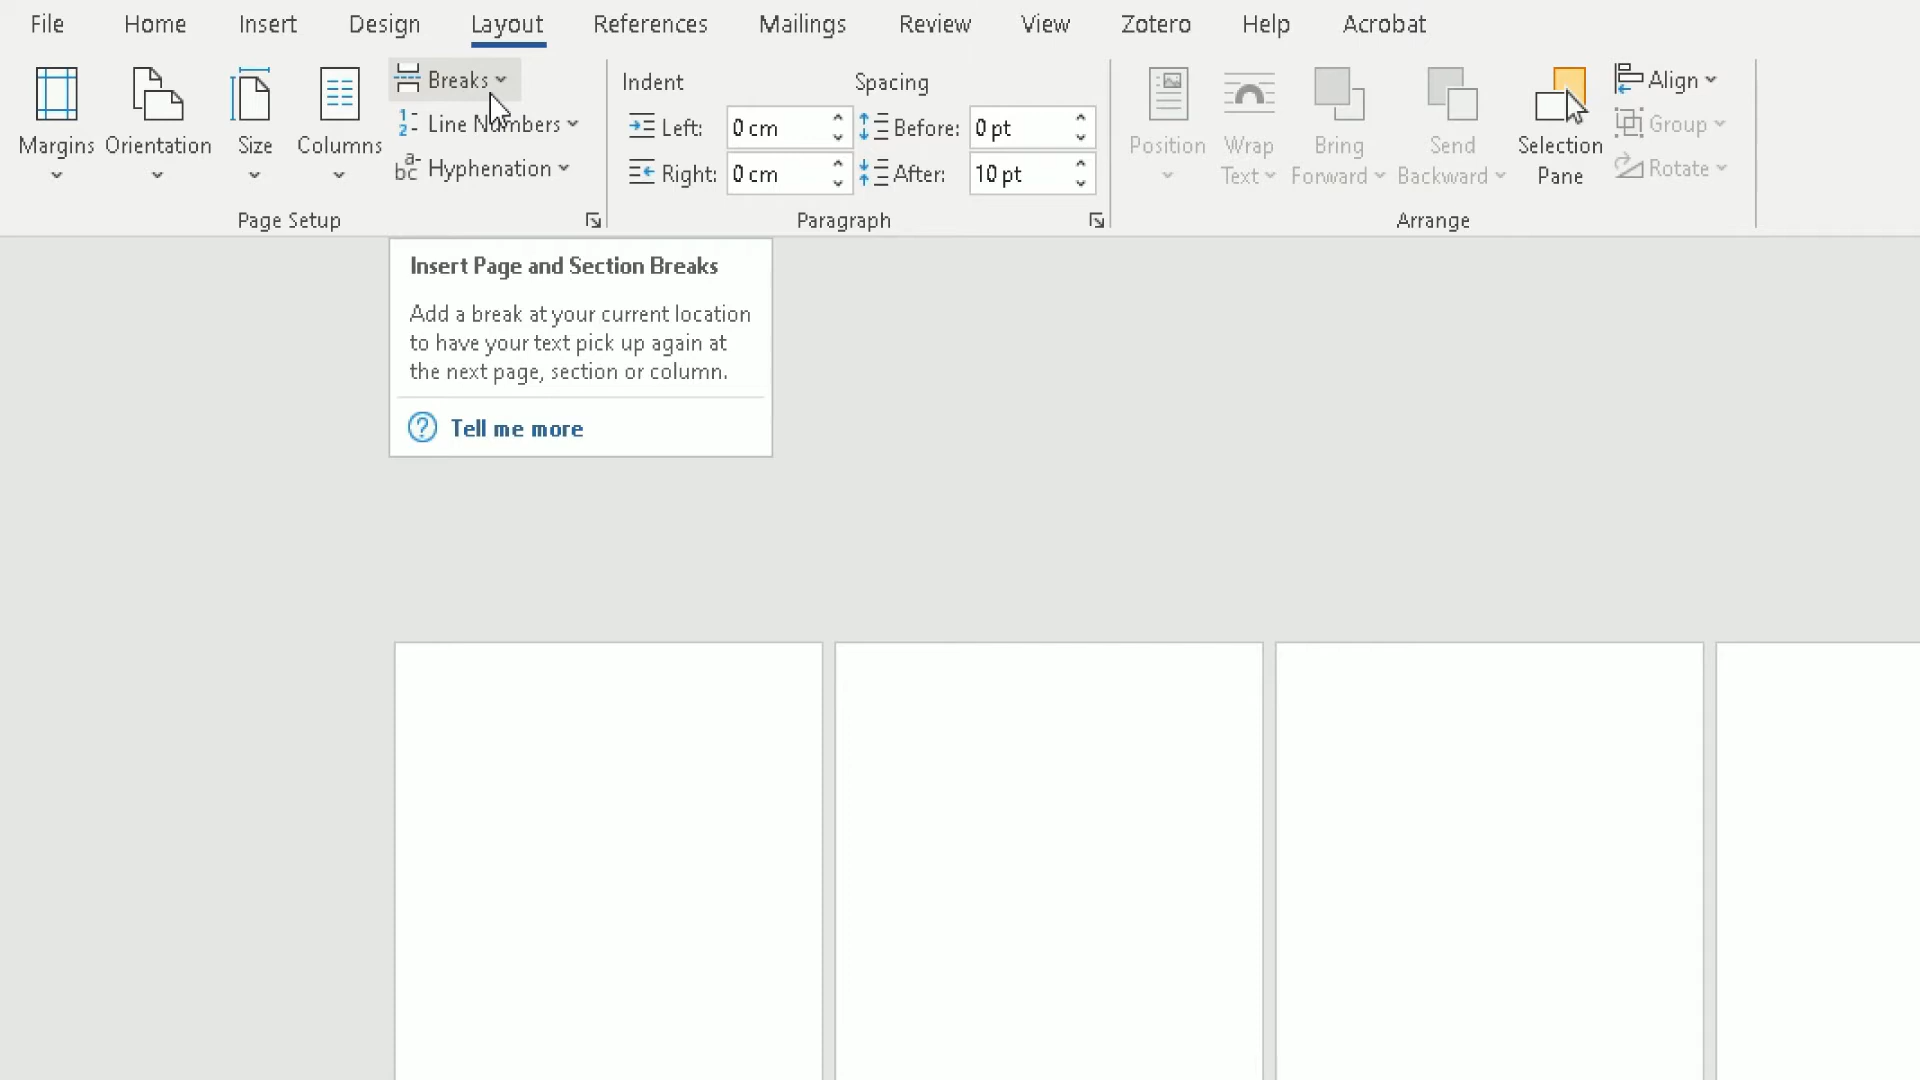 File Home Insert Design Layout References Mailings Review View Zotero Help Acrobat
Margins Orientation Size Columns
Breaks
Line Numbers
Hyphenation
Page Setup
Indent Spacing
Left: 0 cm Before: 0 pt
Right: 0 cm After: 10 pt
Paragraph
Position Wrap Text Bring Forward Send Backward Selection Pane
Align
Group
Rotate
Arrange
Insert Page and Section Breaks
Add a break at your current location
to have your text pick up again at
the next page, section or column.
Tell me more